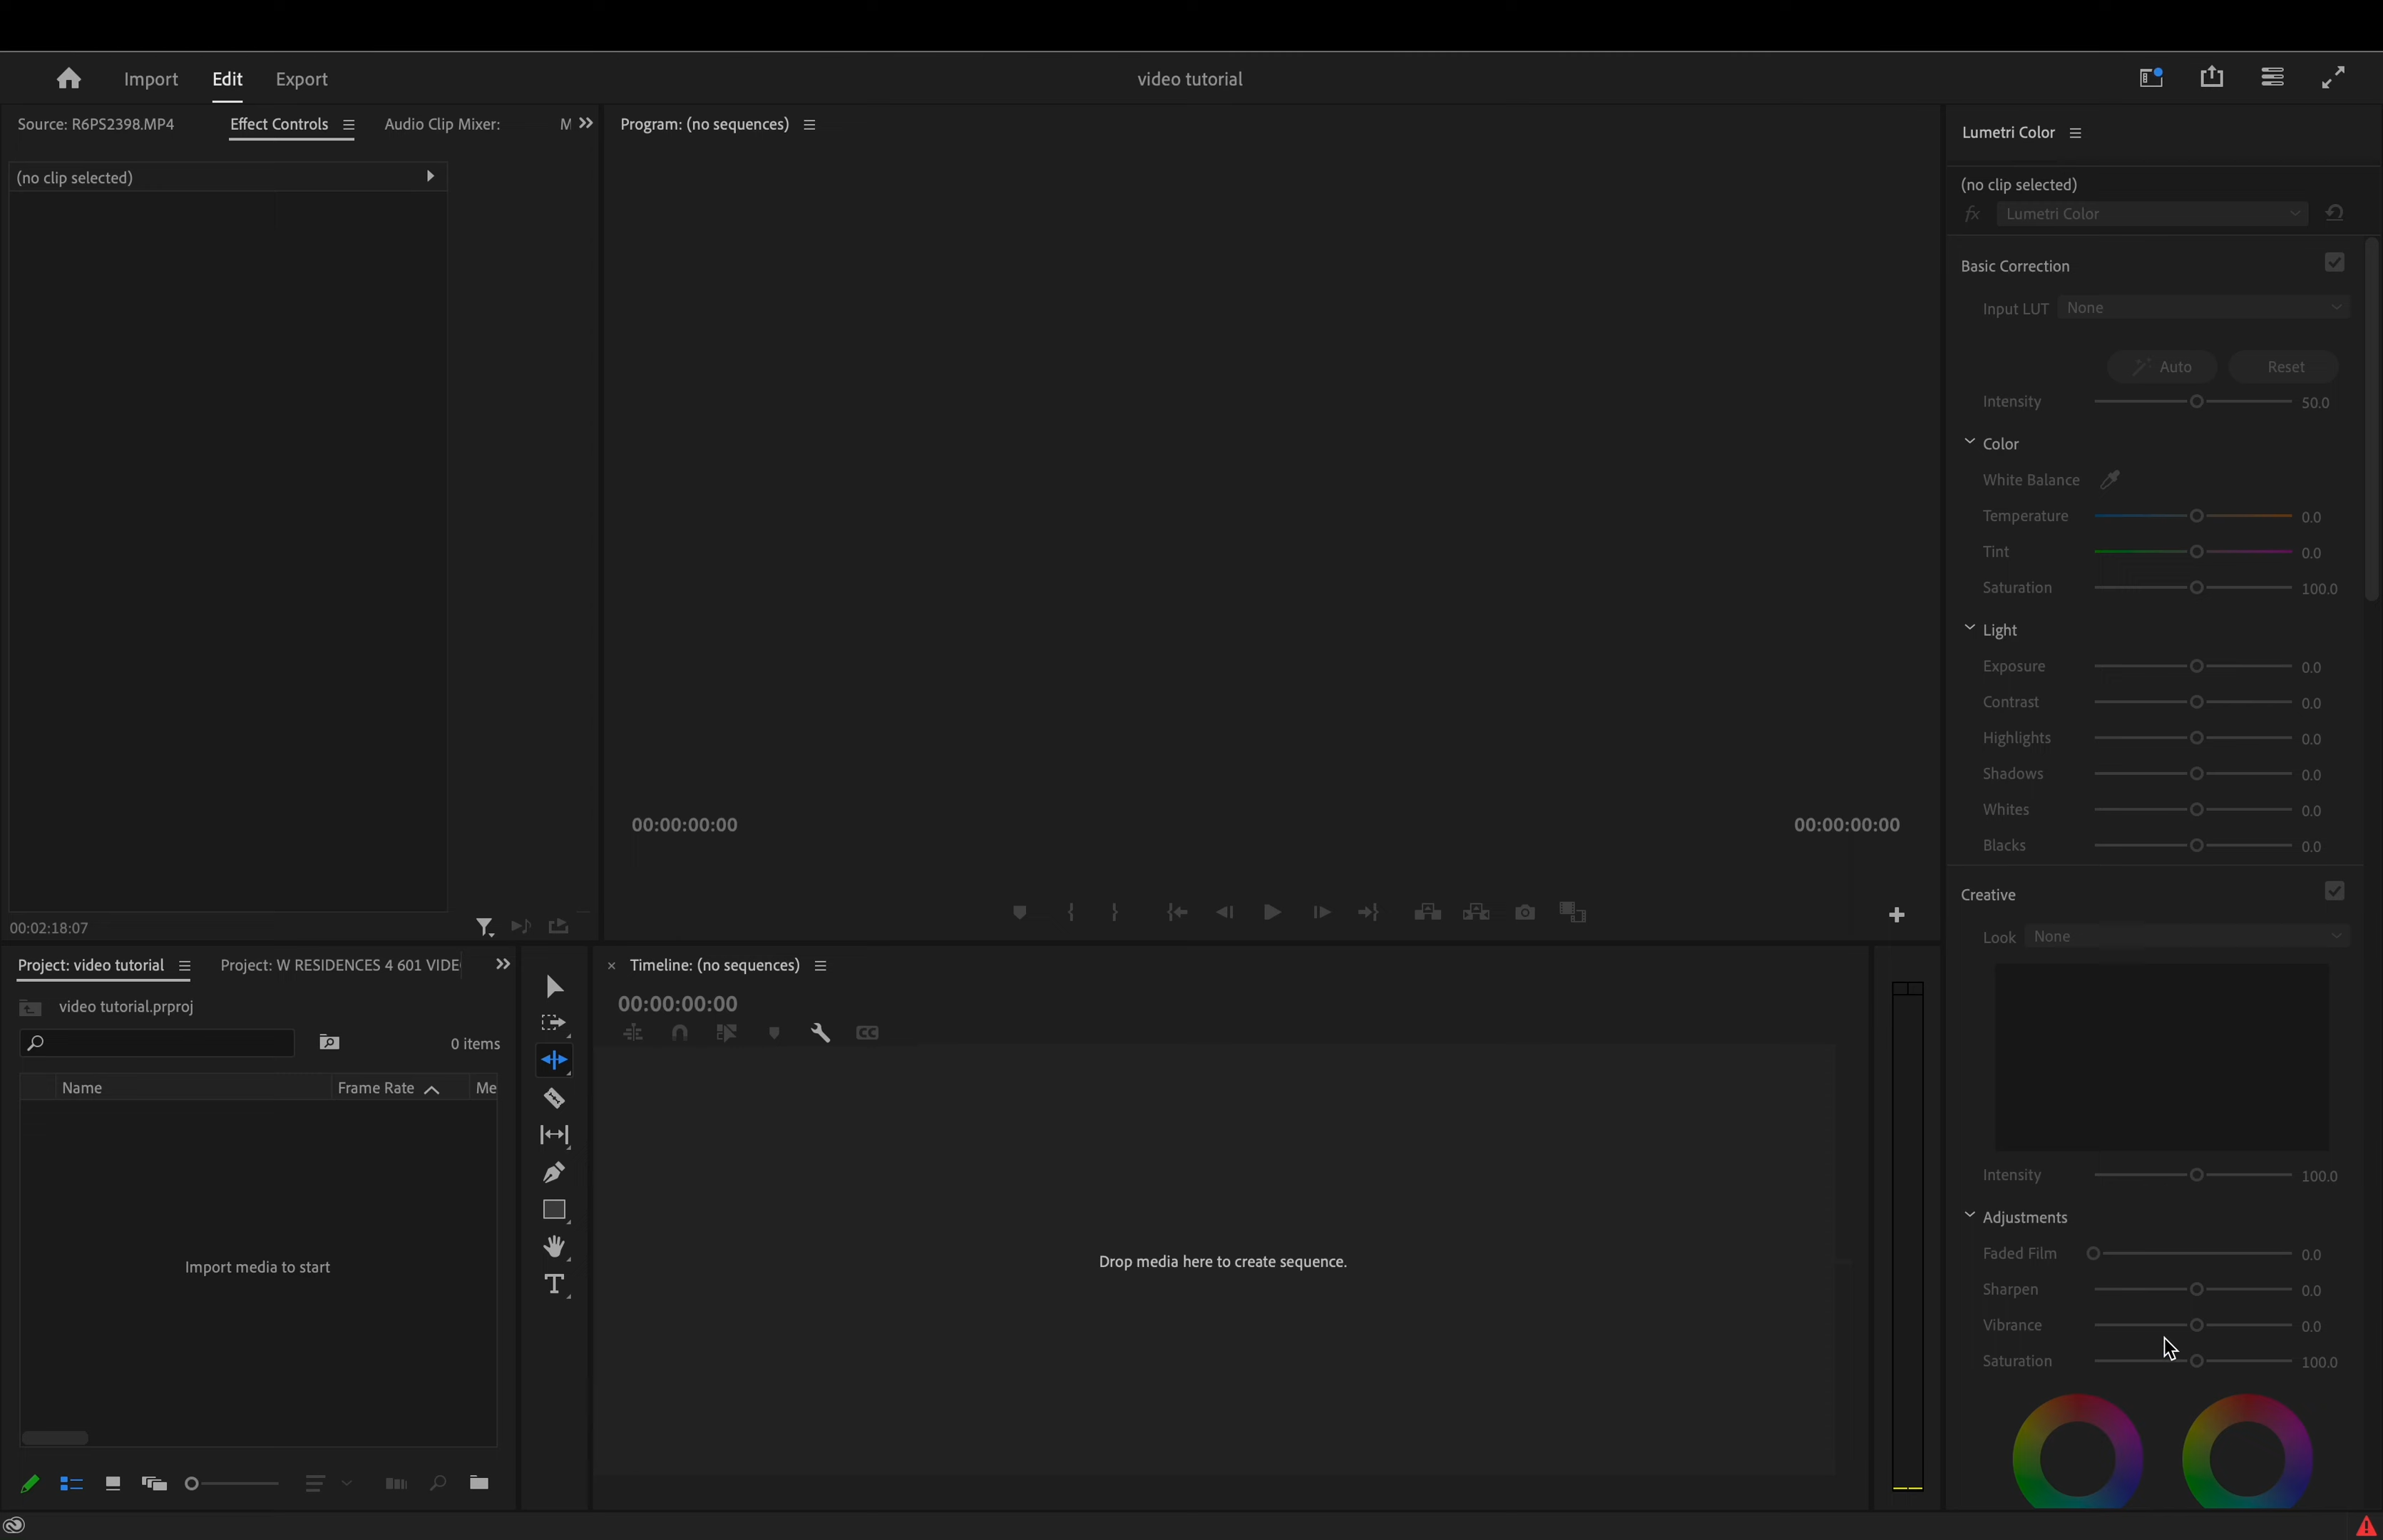 Import
Edit
Export
video tutorial
Source: R6PS2398.MP4
Effect Controls
Audio Clip Mixer:
M
Program: (no sequences)
(no clip selected)
00:02:18:07
00:00:00:00
00:00:00:00
Project: video tutorial
Project: W RESIDENCES 4 601 VIDE
video tutorial.prproj
0 items
Name
Frame Rate
Me
Import media to start
Timeline: (no sequences)
00:00:00:00
CC
T
Drop media here to create sequence.
Lumetri Color
(no clip selected)
fx Lumetri Color
Basic Correction
Input LUT None
Auto Reset
Intensity 50.0
Color
White Balance
Temperature 0.0
Tint 0.0
Saturation 100.0
Light
Exposure 0.0
Contrast 0.0
Highlights 0.0
Shadows 0.0
Whites 0.0
Blacks 0.0
Creative
Look None
Intensity 100.0
Adjustments
Faded Film 0.0
Sharpen 0.0
Vibrance 0.0
Saturation 100.0